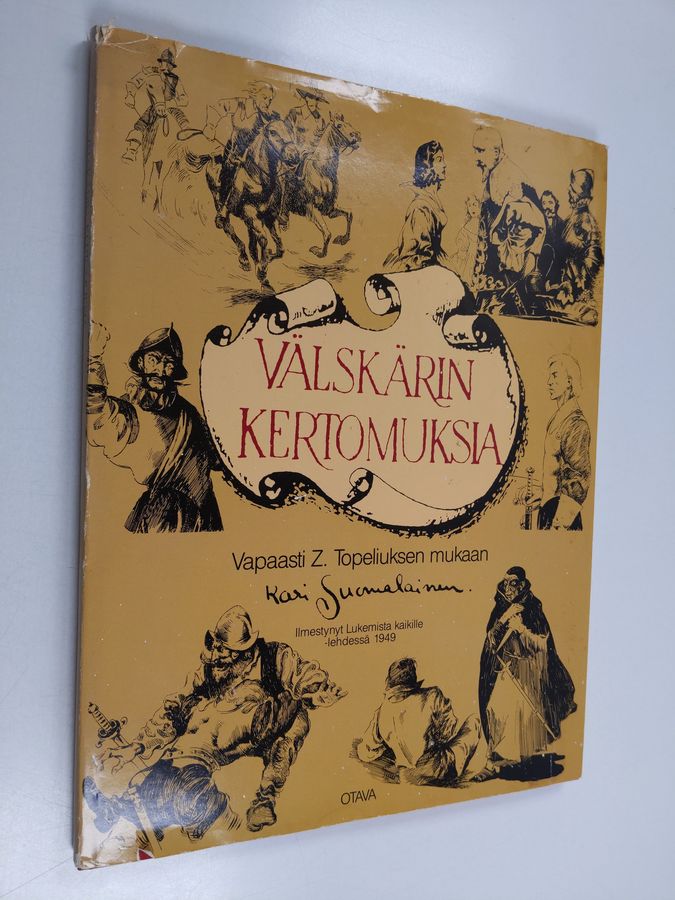 VÄLSKÄRIN
KERTOMUKSIA
Vapaasti Z. Topeliuksen mukaan
Kari Suomalainen.
Ilmestynyt Lukemista kaikille
-lehdessä 1949
OTAVA